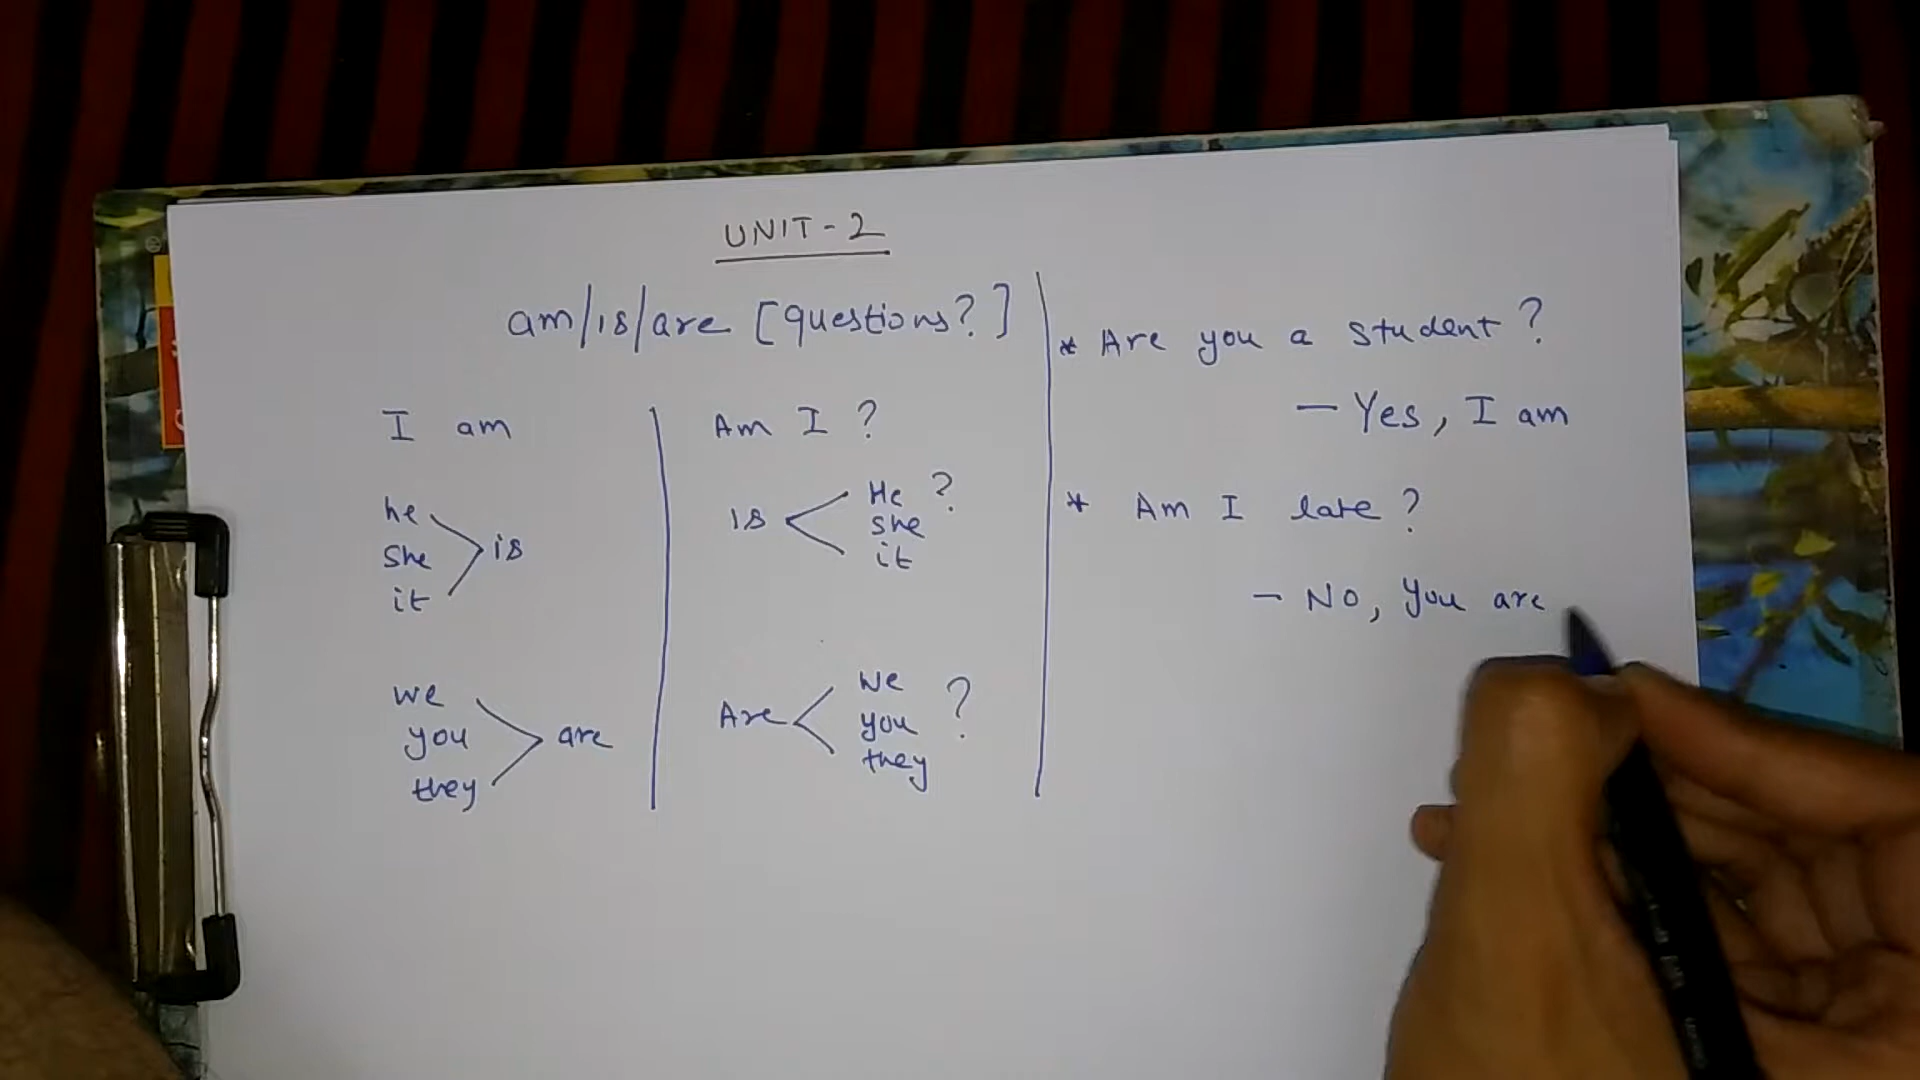 UNIT-2
am/is/are [questions?]
I am
he
She
it
is
we
you
they
are
Am I ?
is
He ?
she
it
Are
we
you ?
they
* Are you a student ?
- Yes, I am
* Am I late ?
- No, you are